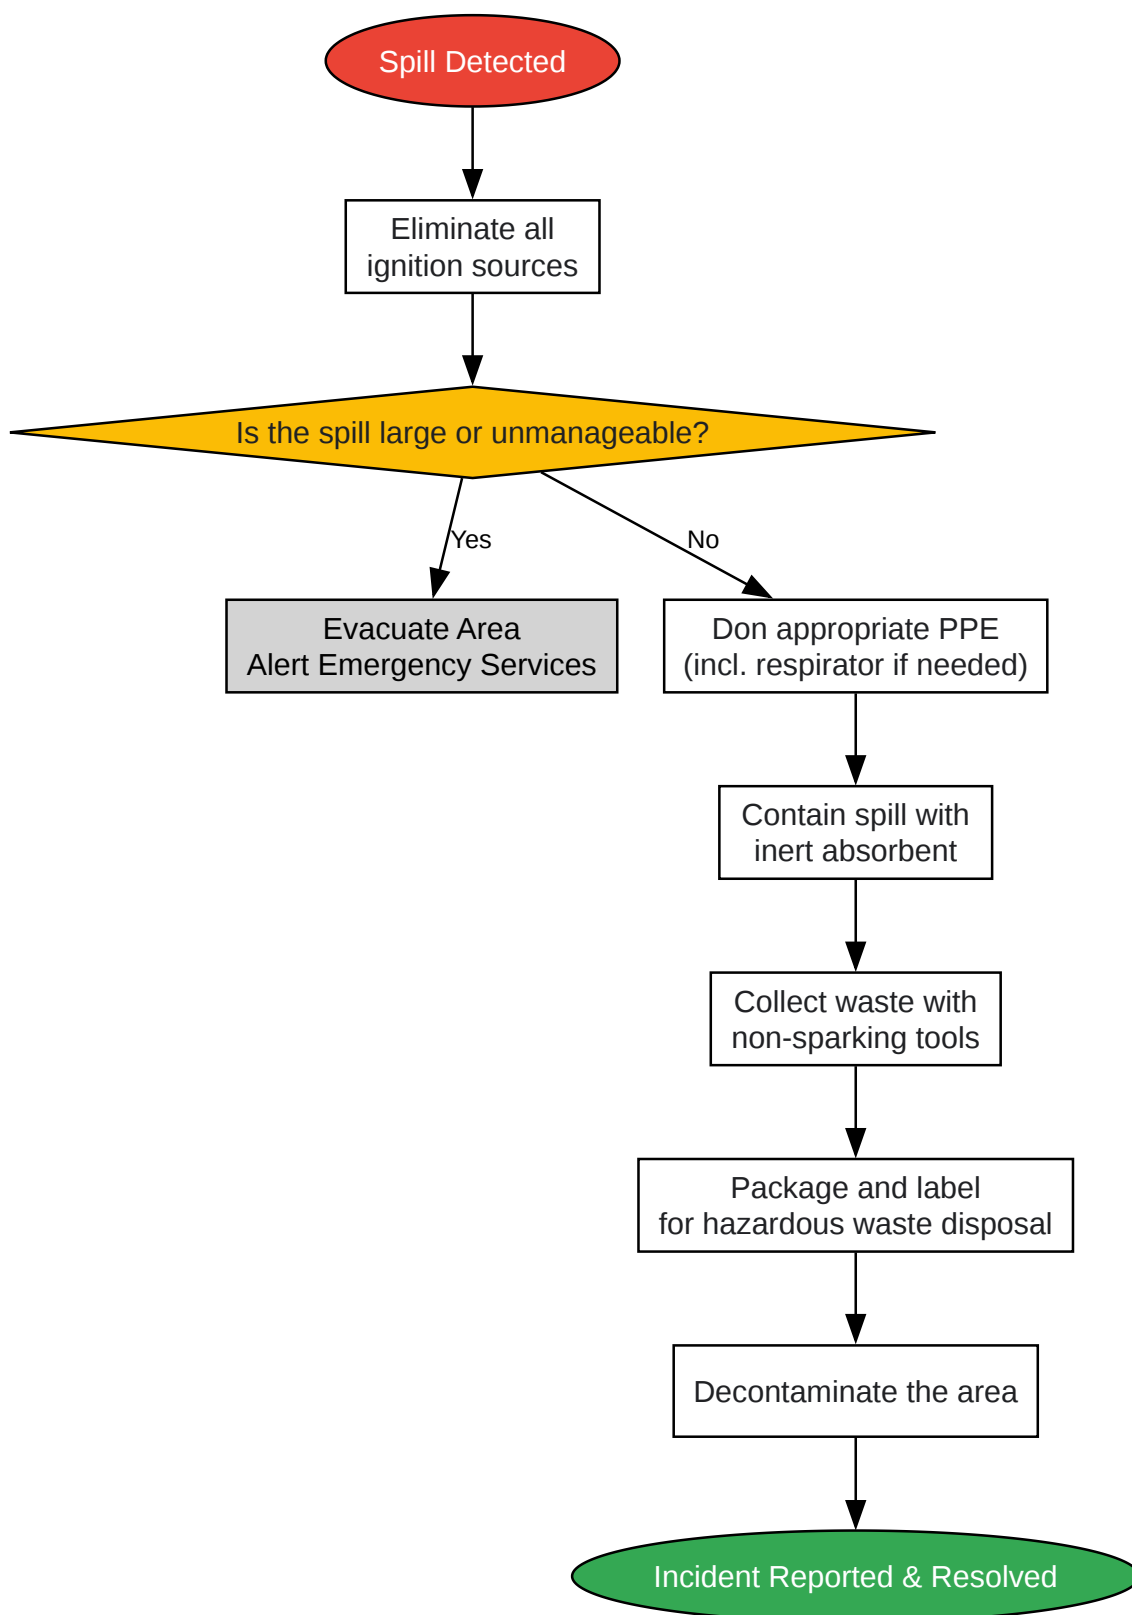 Spill Detected
Eliminate all
ignition sources
Is the spill large or unmanageable?
Yes
No
Evacuate Area
Alert Emergency Services
Don appropriate PPE
(incl. respirator if needed)
Contain spill with
inert absorbent
Collect waste with
non-sparking tools
Package and label
for hazardous waste disposal
Decontaminate the area
Incident Reported & Resolved